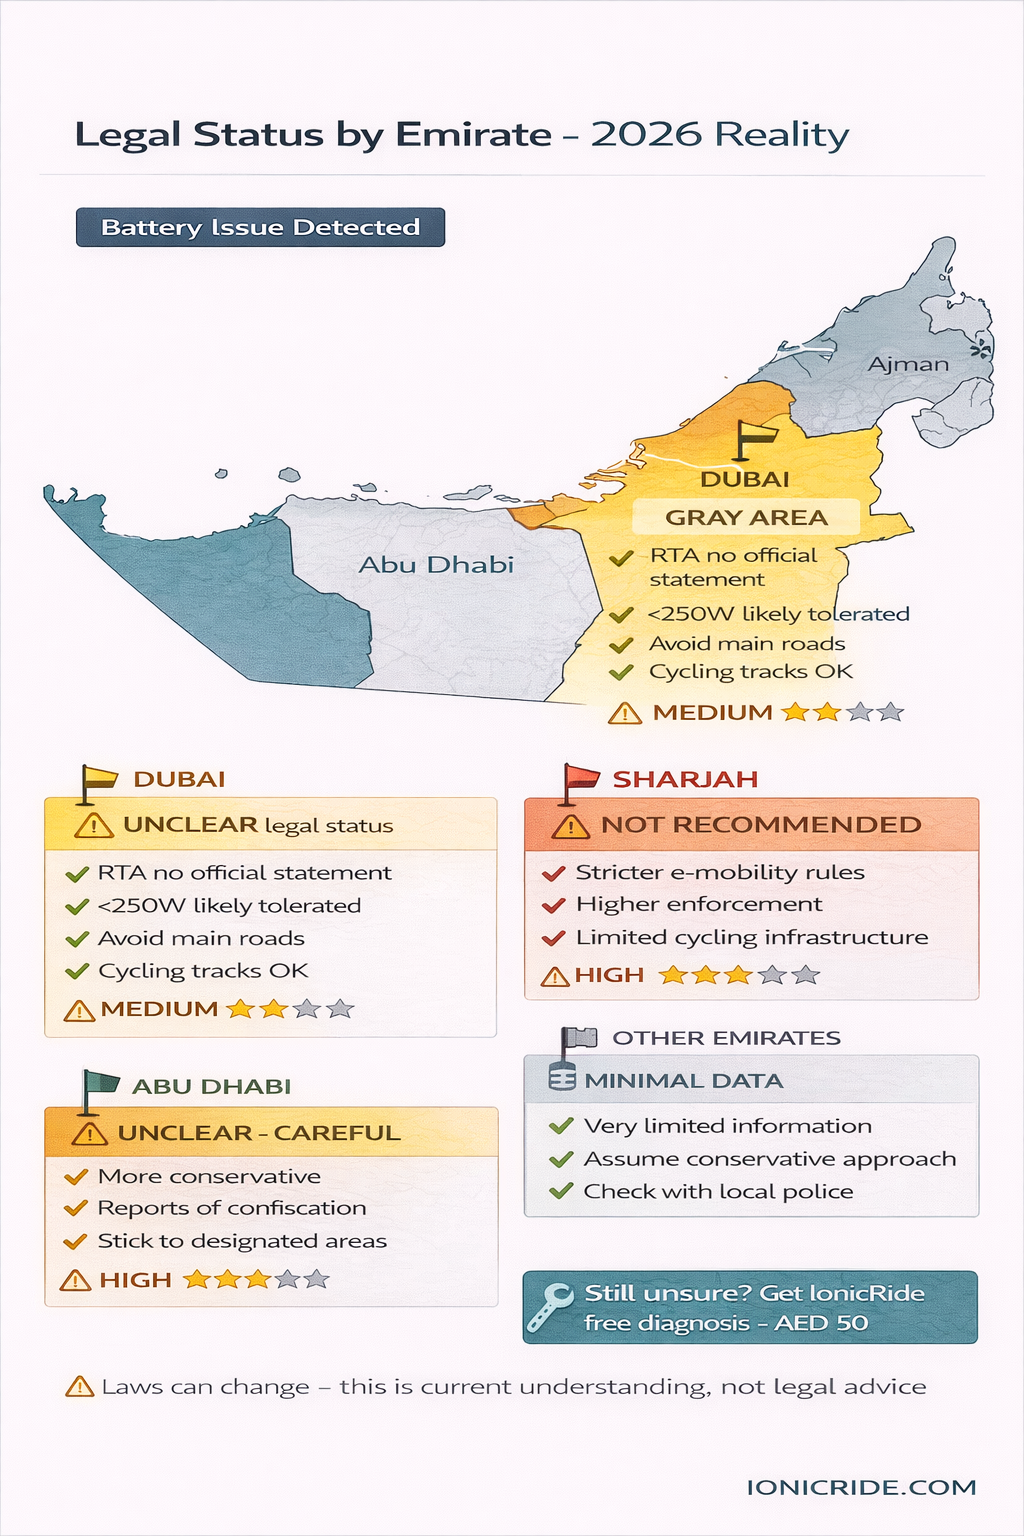 Legal Status by Emirate – 2026 Reality
Battery Issue Detected
Ajman
Abu Dhabi
DUBAI
GRAY AREA
RTA no official
statement
<250W likely tolerated
Avoid main roads
Cycling tracks OK
MEDIUM
DUBAI
UNCLEAR legal status
RTA no official statement
<250W likely tolerated
Avoid main roads
Cycling tracks OK
MEDIUM
SHARJAH
NOT RECOMMENDED
Stricter e-mobility rules
Higher enforcement
Limited cycling infrastructure
HIGH
ABU DHABI
UNCLEAR - CAREFUL
More conservative
Reports of confiscation
Stick to designated areas
HIGH
OTHER EMIRATES
MINIMAL DATA
Very limited information
Assume conservative approach
Check with local police
Still unsure? Get IonicRide
free diagnosis – AED 50
Laws can change – this is current understanding, not legal advice
IONICRIDE.COM